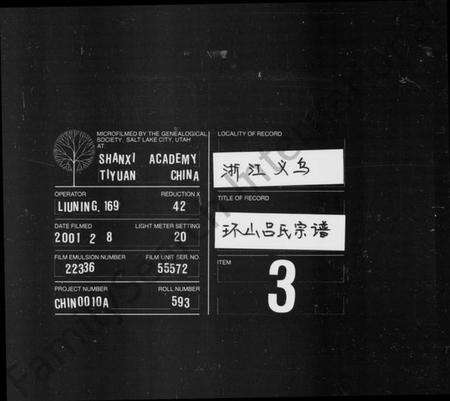 MICROFILMED BY THE GENEALOGICAL
SOCIETY, SALT LAKE CITY, UTAH
AT
SHANXI ACADEMY
TIYUAN CHINA
OPERATOR
REDUCTION X
LIUNING, 169
42
DATE FILMED
LIGHT METER SETTING
2001 2 8
20
FILM EMULSION NUMBER
FILM UNIT SER. NO.
22336
55572
PROJECT NUMBER
ROLL NUMBER
CHIN0010A
593
LOCALITY OF RECORD
浙江义乌
TITLE OF RECORD
环山吕氏宗谱
ITEM
3